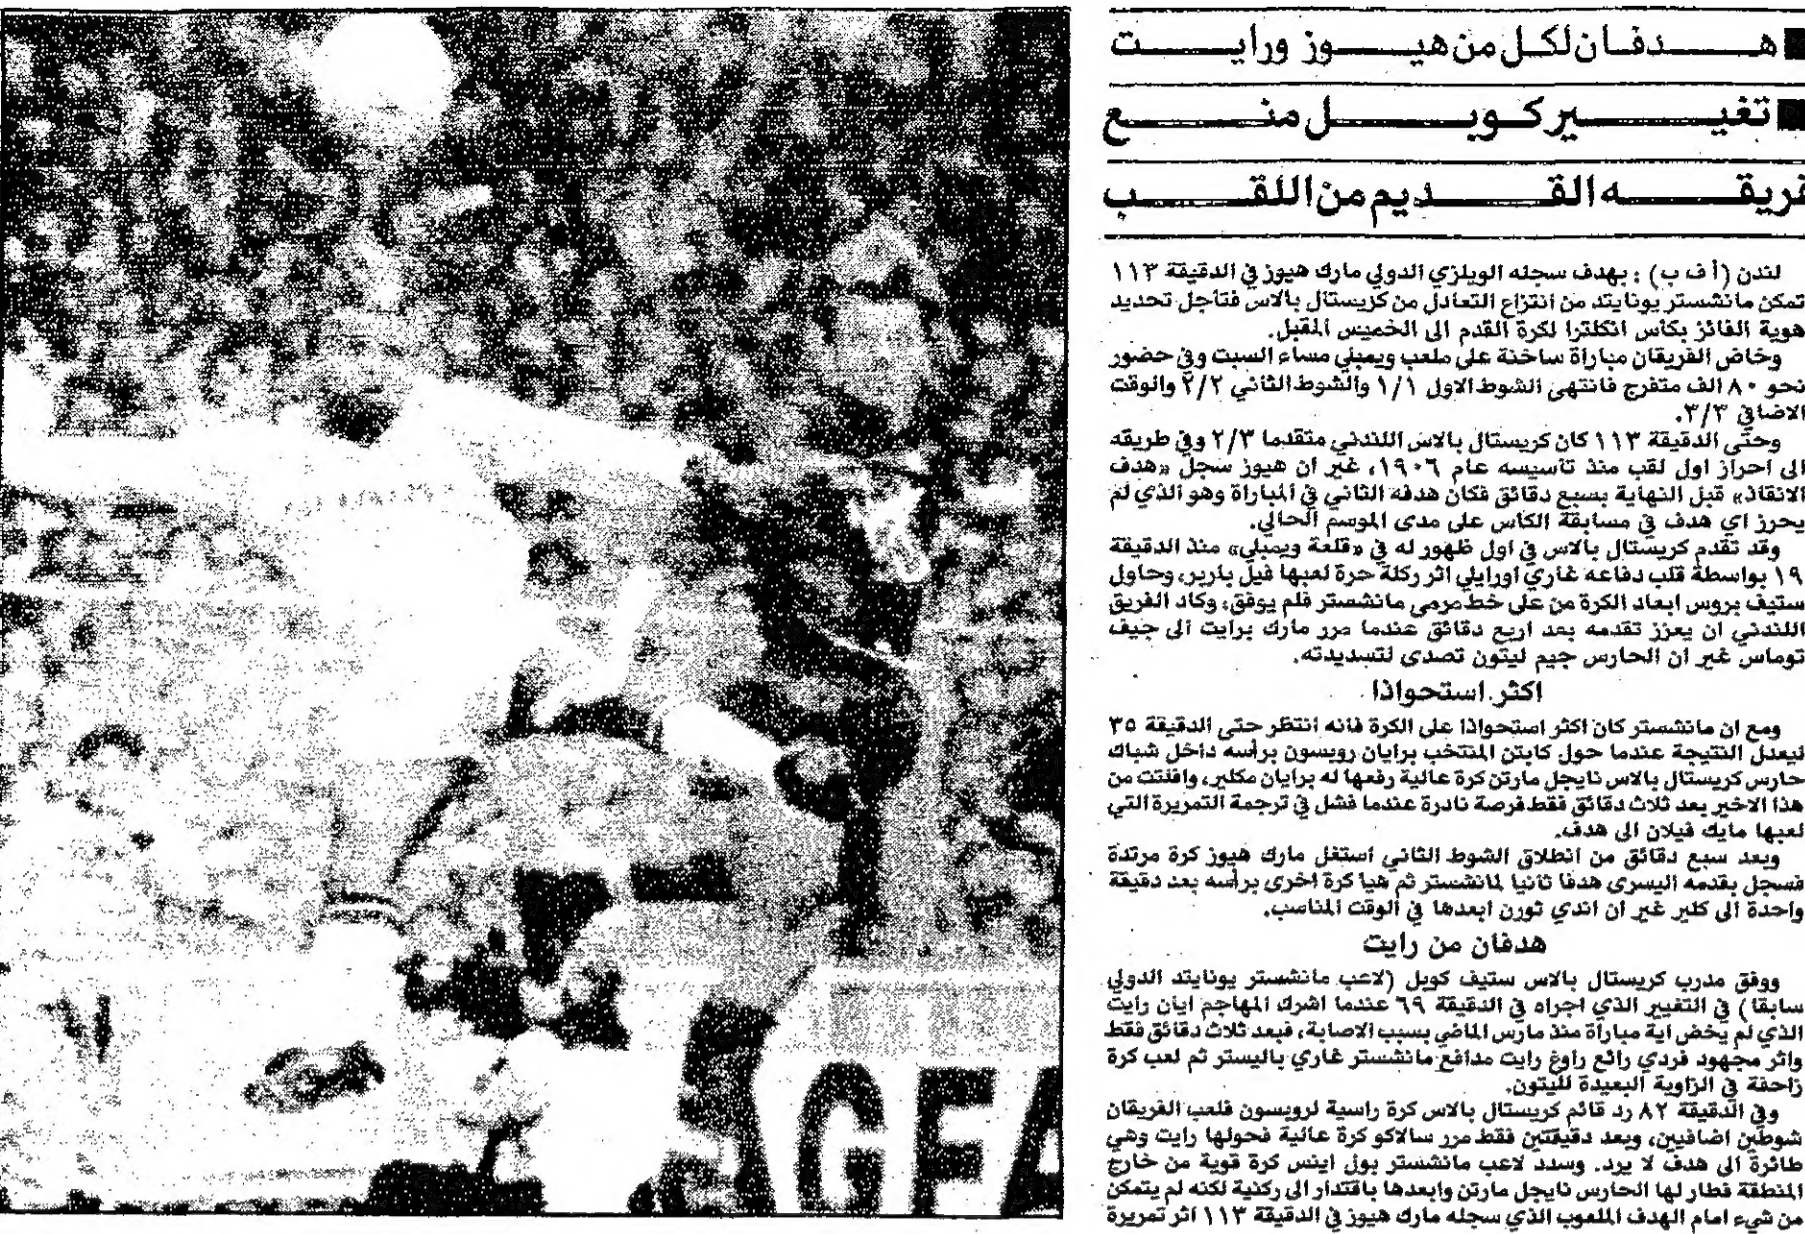 هدفان لكل من هيوز ورايت
تغيير كوبل منع
فريقه القديم من اللقب
لندن (أ ف ب) : بهدف سجله الويلزي الدولي مارك هيوز في الدقيقة ١١٣
تمكن مانشستر يونايتد من انتزاع التعادل من كريستال بالاس فتأجل تحديد
هوية الفائز بكأس انكلترا لكرة القدم الى الخميس المقبل.
وخاض الفريقان مباراة ساخنة على ملعب ويمبلي مساء السبت وفي حضور
نحو ٨٠ الف متفرج فانتهى الشوط الاول ١/١ والشوط الثاني ٢/٢ والوقت
الاضافي ٣/٣.
وحتى الدقيقة ١١٣ كان كريستال بالاس اللندني متقدما ٢/٣ وفي طريقه
الى احراز اول لقب منذ تأسيسه عام ١٩٠٦، غير ان هيوز سجل «هدف
الانقاذ» قبل النهاية بسبع دقائق فكان هدفه الثاني في المباراة وهو الذي لم
يحرز اي هدف في مسابقة الكأس على مدى الموسم الحالي.
وقد تقدم كريستال بالاس في اول ظهور له في «قلعة ويمبلي» منذ الدقيقة
١٩ بواسطة قلب دفاعه غاري اورايلي اثر ركلة حرة لعبها فيل باربر، وحاول
ستيف بروس ابعاد الكرة من على خط مرمى مانشستر فلم يوفق، وكاد الفريق
اللندني ان يعزز تقدمه بعد اربع دقائق عندما مرر مارك برايت الى جيف
توماس غير ان الحارس جيم ليتون تصدى لتسديدته.
اكثر استحواذا
ومع ان مانشستر كان اكثر استحواذا على الكرة فانه انتظر حتى الدقيقة ٣٥
ليعدل النتيجة عندما حول كابتن المنتخب برايان روبسون برأسه داخل شباك
حارس كريستال بالاس نايجل مارتن كرة عالية رفعها له برايان مكلير، وافلتت من
هذا الاخير بعد ثلاث دقائق فقط فرصة نادرة عندما فشل في ترجمة التمريرة التي
لعبها مايك فيلان الى هدف.
وبعد سبع دقائق من انطلاق الشوط الثاني استغل مارك هيوز كرة مرتدة
فسجل بقدمه اليسرى هدفا ثانيا لمانشستر ثم هيأ كرة اخرى برأسه بعد دقيقة
واحدة الى كلير غير ان اندي ثورن ابعدها في الوقت المناسب.
هدفان من رايت
ووفق مدرب كريستال بالاس ستيف كوبل (لاعب مانشستر يونايتد الدولي
سابقا) في التغيير الذي اجراه في الدقيقة ٦٩ عندما اشرك المهاجم ايان رايت
الذي لم يخض اية مباراة منذ مارس الماضي بسبب الاصابة، فبعد ثلاث دقائق فقط
واثر مجهود فردي رائع راوغ رايت مدافع مانشستر غاري باليستر ثم لعب كرة
زاحفة في الزاوية البعيدة لليتون.
وفي الدقيقة ٨٢ رد قائم كريستال بالاس كرة راسية لروبسون فلعب الفريقان
شوطين اضافيين، وبعد دقيقتين فقط مرر سالاكو كرة عالية فحولها رايت وهي
طائرة الى هدف لا يرد. وسدد لاعب مانشستر بول اينس كرة قوية من خارج
المنطقة فطار لها الحارس نايجل مارتن وابعدها باقتدار الى ركنية لكنه لم يتمكن
من شيء امام الهدف الملعوب الذي سجله مارك هيوز في الدقيقة ١١٣ اثر تمريرة
GFA